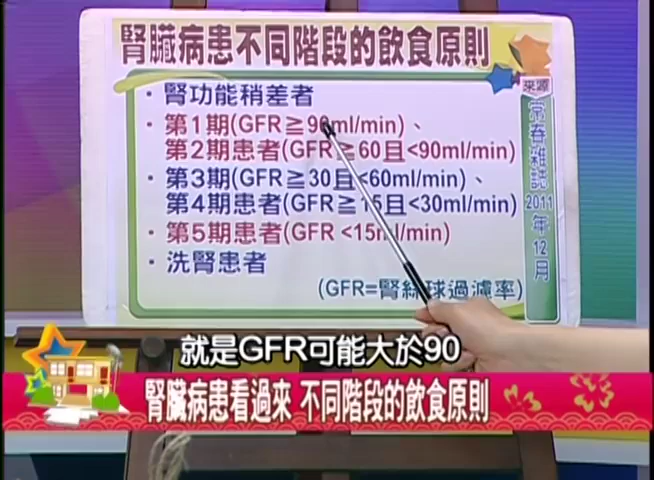 腎臟病患不同階段的飲食原則
・腎功能稍差者
・第1期(GFR≧90ml/min)、
第2期患者(GFR≧60且<90ml/min)
・第3期(GFR≧30且<60ml/min)、
第4期患者(GFR≧15且<30ml/min)
・第5期患者(GFR <15ml/min)
・洗腎患者
(GFR=腎絲球過濾率)
來源
常春雜誌2011年12月
就是GFR可能大於90
腎臟病患看過來 不同階段的飲食原則